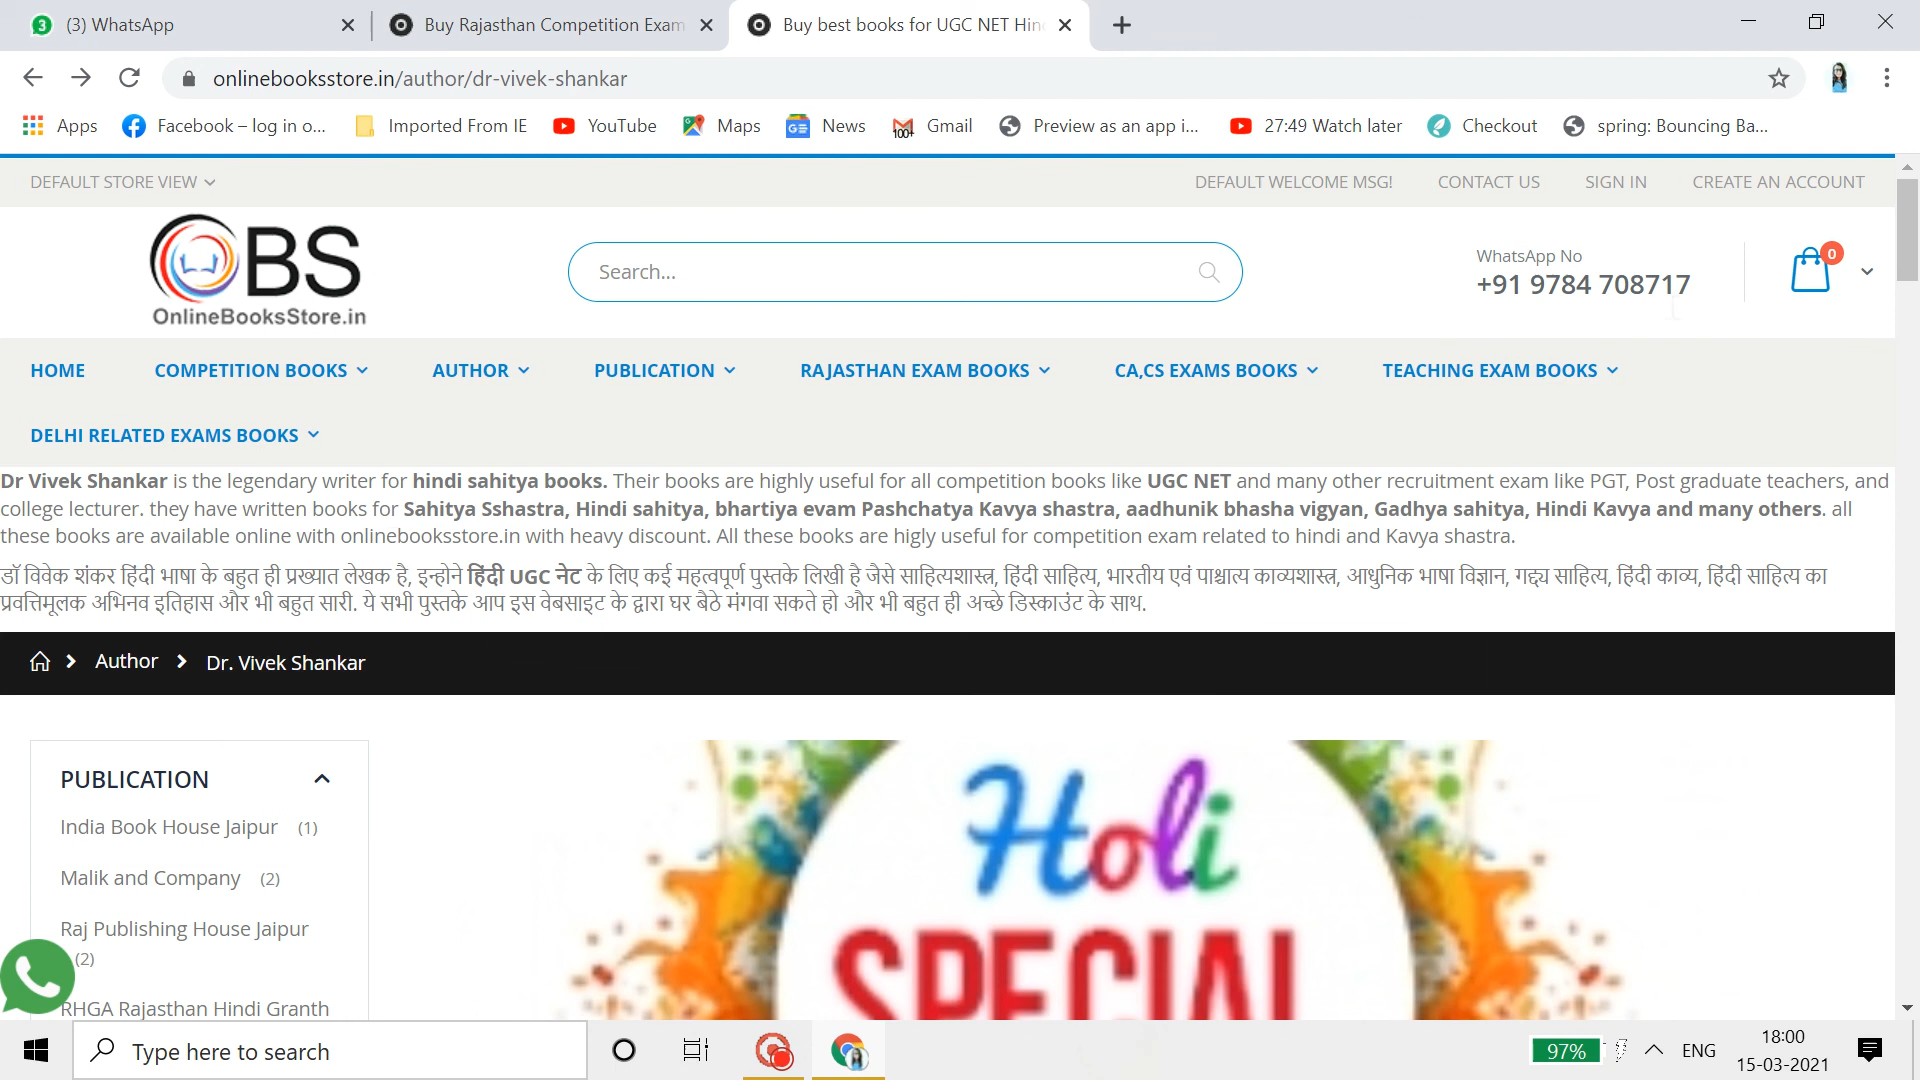 (3) WhatsApp
Buy Rajasthan Competition Exam
Buy best books for UGC NET Hin
onlinebooksstore.in/author/dr-vivek-shankar
Apps
Facebook – log in o...
Imported From IE
YouTube
Maps
News
Gmail
Preview as an app i...
27:49 Watch later
Checkout
spring: Bouncing Ba...
DEFAULT STORE VIEW
DEFAULT WELCOME MSG!
CONTACT US
SIGN IN
CREATE AN ACCOUNT
OBS
OnlineBooksStore.in
Search...
WhatsApp No
+91 9784 708717
0
HOME
COMPETITION BOOKS
AUTHOR
PUBLICATION
RAJASTHAN EXAM BOOKS
CA,CS EXAMS BOOKS
TEACHING EXAM BOOKS
DELHI RELATED EXAMS BOOKS
Dr Vivek Shankar is the legendary writer for hindi sahitya books. Their books are highly useful for all competition books like UGC NET and many other recruitment exam like PGT, Post graduate teachers, and
college lecturer. they have written books for Sahitya Sshastra, Hindi sahitya, bhartiya evam Pashchatya Kavya shastra, aadhunik bhasha vigyan, Gadhya sahitya, Hindi Kavya and many others. all
these books are available online with onlinebooksstore.in with heavy discount. All these books are higly useful for competition exam related to hindi and Kavya shastra.
डॉ विवेक शंकर हिंदी भाषा के बहुत ही प्रख्यात लेखक है, इन्होने हिंदी UGC नेट के लिए कई महत्वपूर्ण पुस्तके लिखी है जैसे साहित्यशास्त्र, हिंदी साहित्य, भारतीय एवं पाश्चात्य काव्यशास्त्र, आधुनिक भाषा विज्ञान, गद्द्य साहित्य, हिंदी काव्य, हिंदी साहित्य का
प्रवत्तिमूलक अभिनव इतिहास और भी बहुत सारी. ये सभी पुस्तके आप इस वेबसाइट के द्वारा घर बैठे मंगवा सकते हो और भी बहुत ही अच्छे डिस्काउंट के साथ.
Author
Dr. Vivek Shankar
PUBLICATION
India Book House Jaipur (1)
Malik and Company (2)
Raj Publishing House Jaipur
(2)
RHGA Rajasthan Hindi Granth
Holi
SPECIAL
Type here to search
97%
ENG
18:00
15-03-2021